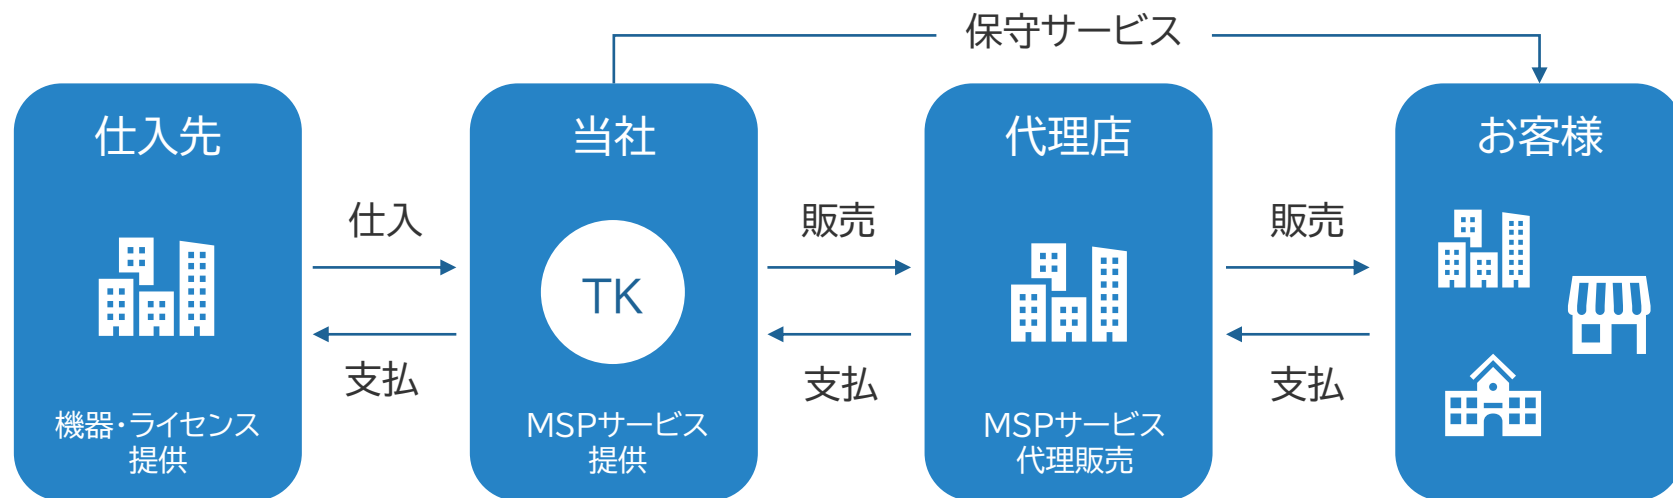 保守サービス
仕入先
当社
代理店
お客様
仕入
販売
販売
TK
支払
支払
支払
機器・ライセンス
提供
MSPサービス
提供
MSPサービス
代理販売